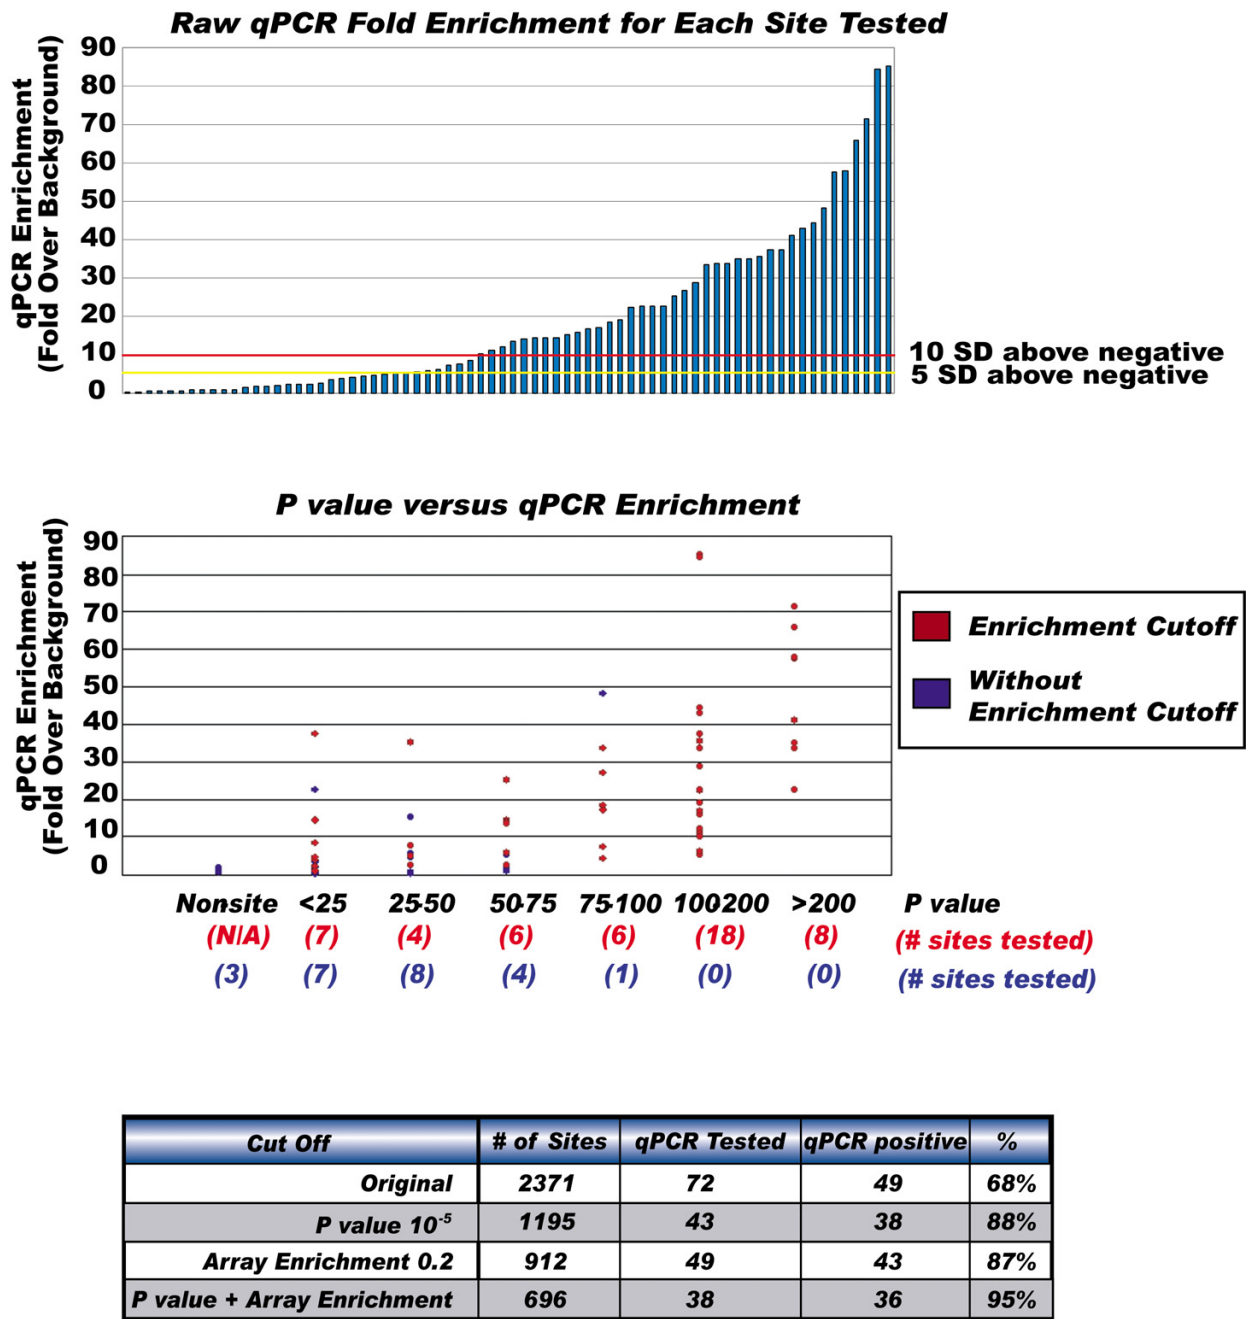 Raw qPCR Fold Enrichment for Each Site Tested
qPCR Enrichment
(Fold Over Background)
90
80
70
60
50
40
30
20
10
0
10 SD above negative
5 SD above negative
P value versus qPCR Enrichment
qPCR Enrichment
(Fold Over Background)
90
80
70
60
50
40
30
20
10
0
Enrichment Cutoff
Without
Enrichment Cutoff
Nonsite <25 25-50 50-75 75-100 100-200 >200 P value
(N/A) (7) (4) (6) (6) (18) (8) (# sites tested)
(3) (7) (8) (4) (1) (0) (0) (# sites tested)
Cut Off # of Sites qPCR Tested qPCR positive %
Original 2371 72 49 68%
P value 10⁻⁵ 1195 43 38 88%
Array Enrichment 0.2 912 49 43 87%
P value + Array Enrichment 696 38 36 95%